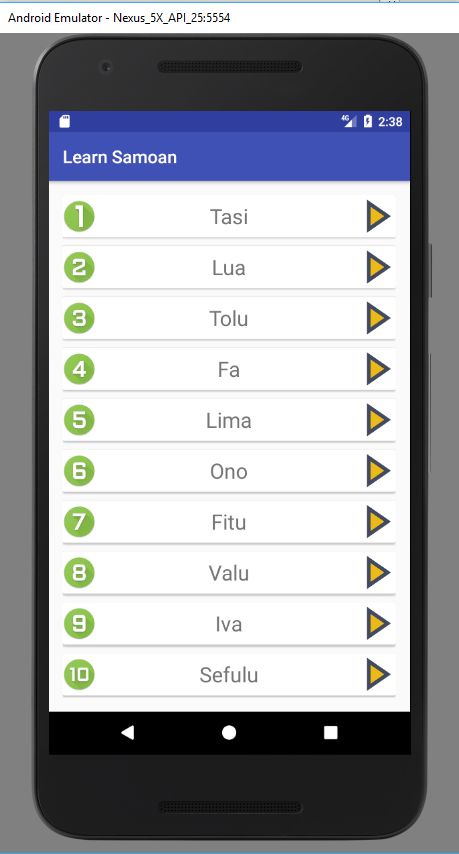 Android Emulator - Nexus_5X_API_25:5554
4G 2:38
Learn Samoan
1 Tasi
2 Lua
3 Tolu
4 Fa
5 Lima
6 Ono
7 Fitu
8 Valu
9 Iva
10 Sefulu